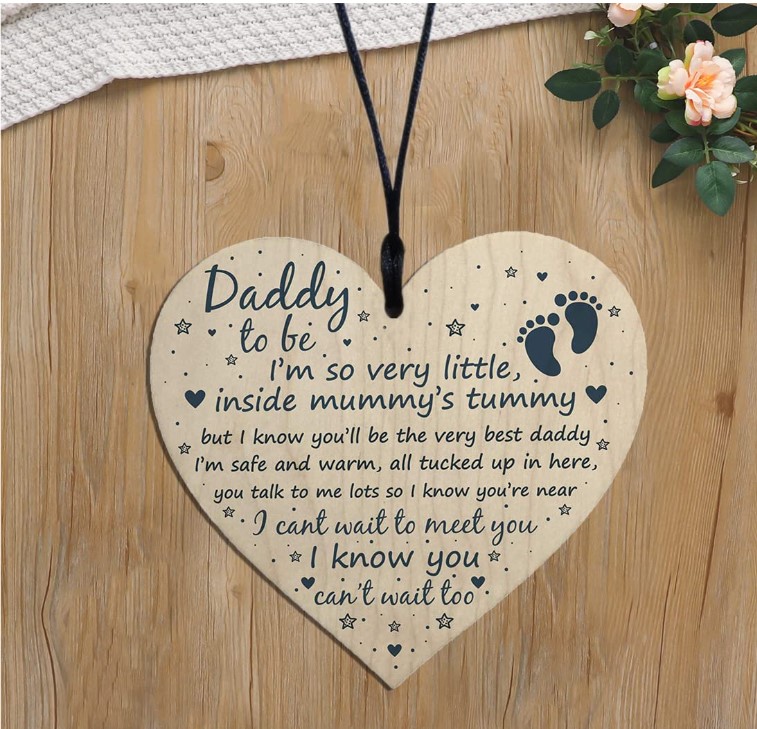 Daddy
to be
I'm so very little,
inside mummy's tummy
but I know you'll be the very best daddy
I'm safe and warm, all tucked up in here,
you talk to me lots so I know you're near
I cant wait to meet you
I know you
can't wait too